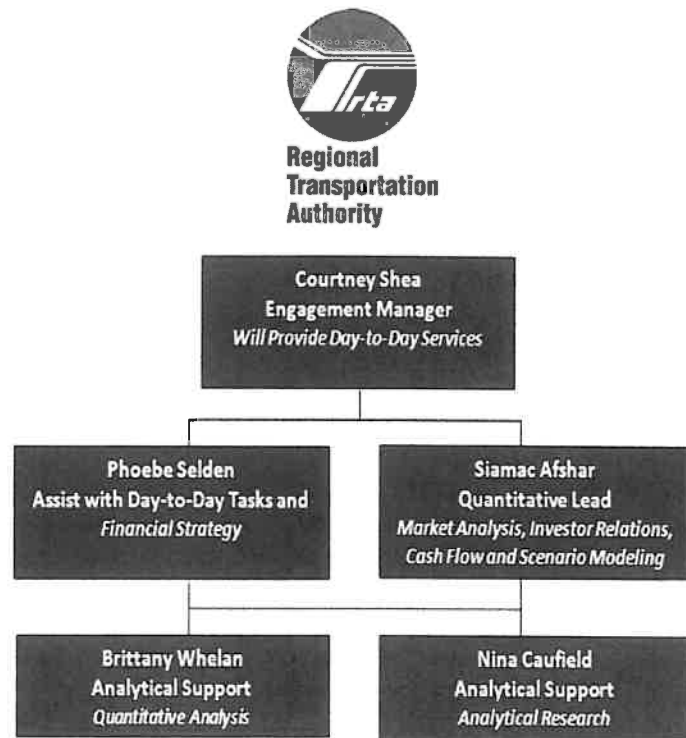 rta
Regional
Transportation
Authority
Courtney Shea
Engagement Manager
Will Provide Day-to-Day Services
Phoebe Selden
Assist with Day-to-Day Tasks and
Financial Strategy
Siamac Afshar
Quantitative Lead
Market Analysis, Investor Relations,
Cash Flow and Scenario Modeling
Brittany Whelan
Analytical Support
Quantitative Analysis
Nina Caufield
Analytical Support
Analytical Research